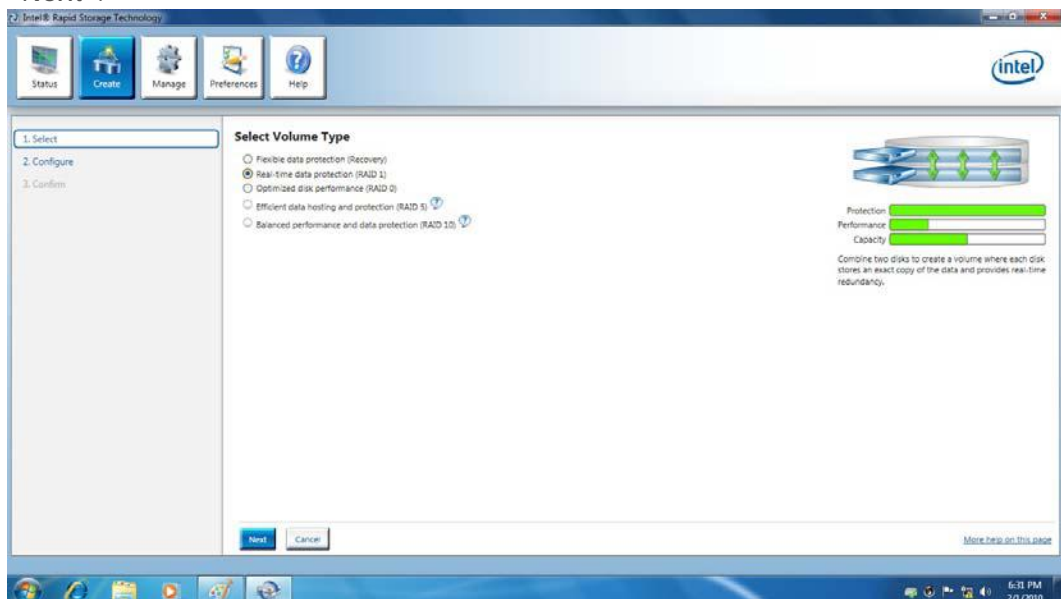 Intel® Rapid Storage Technology
Status
Create
Manage
Preferences
Help
intel
1. Select
2. Configure
3. Confirm
Select Volume Type
Flexible data protection (Recovery)
Real-time data protection (RAID 1)
Optimized disk performance (RAID 0)
Efficient data hosting and protection (RAID 5)
Balanced performance and data protection (RAID 10)
Protection
Performance
Capacity
Combine two disks to create a volume where each disk
stores an exact copy of the data and provides real-time
redundancy.
Next
Cancel
More help on this page
6:31 PM
2/1/2010